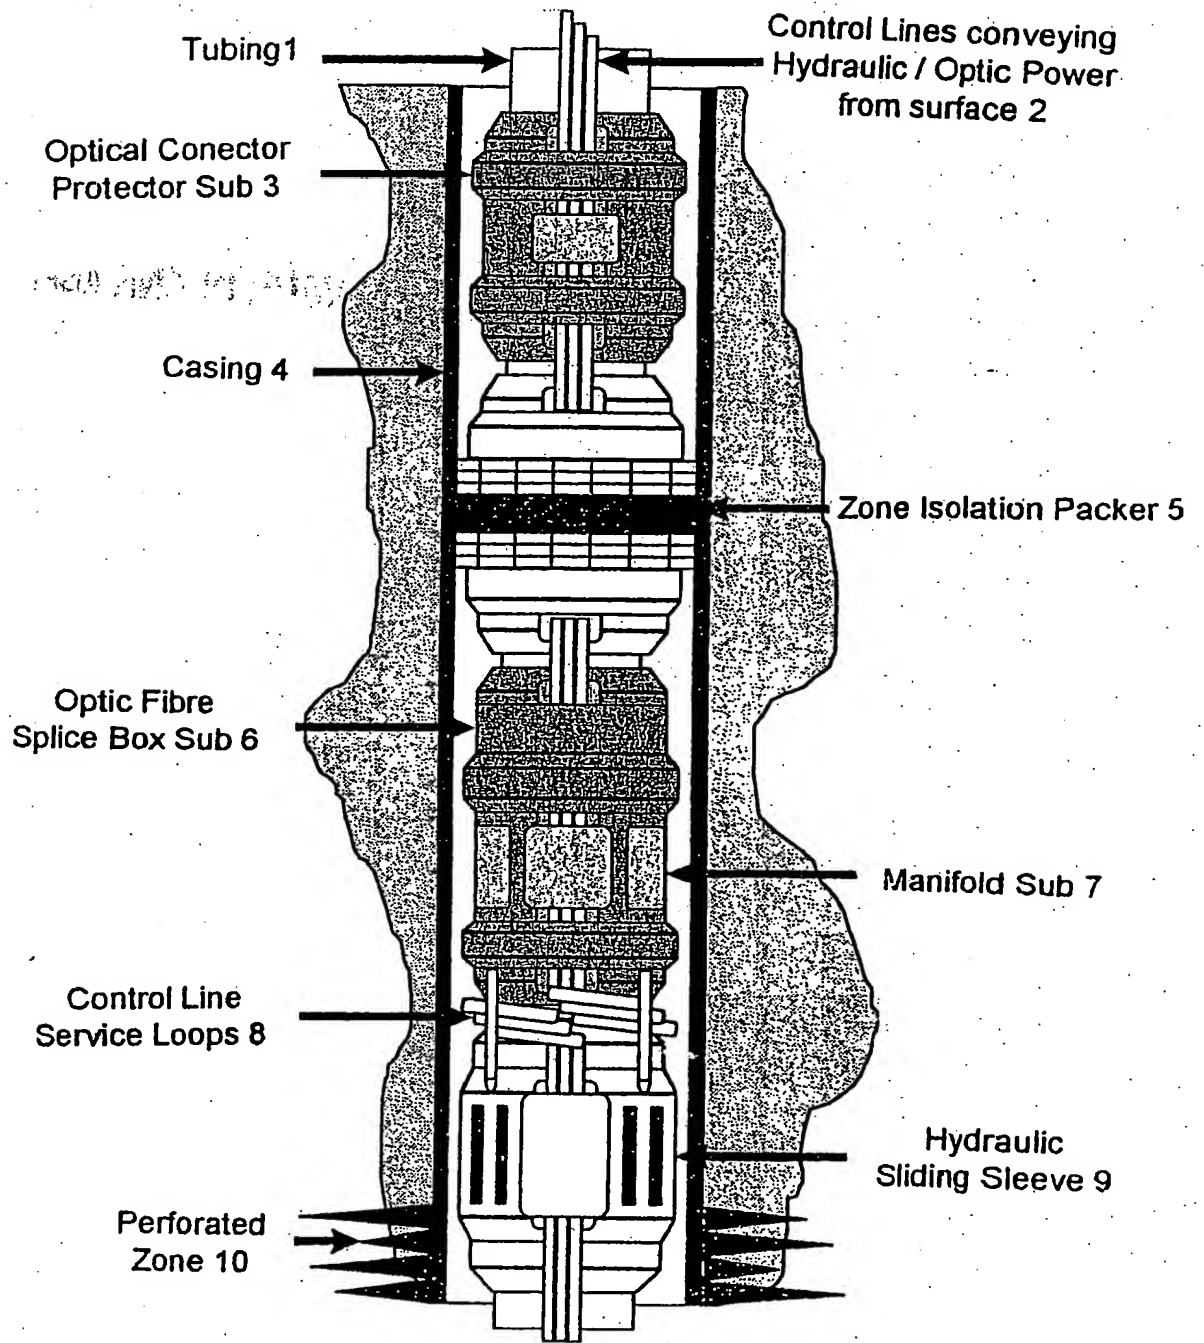 Tubing 1
Control Lines conveying
Hydraulic / Optic Power
from surface 2
Optical Conector
Protector Sub 3
Casing 4
Zone Isolation Packer 5
Optic Fibre
Splice Box Sub 6
Manifold Sub 7
Control Line
Service Loops 8
Hydraulic
Sliding Sleeve 9
Perforated
Zone 10